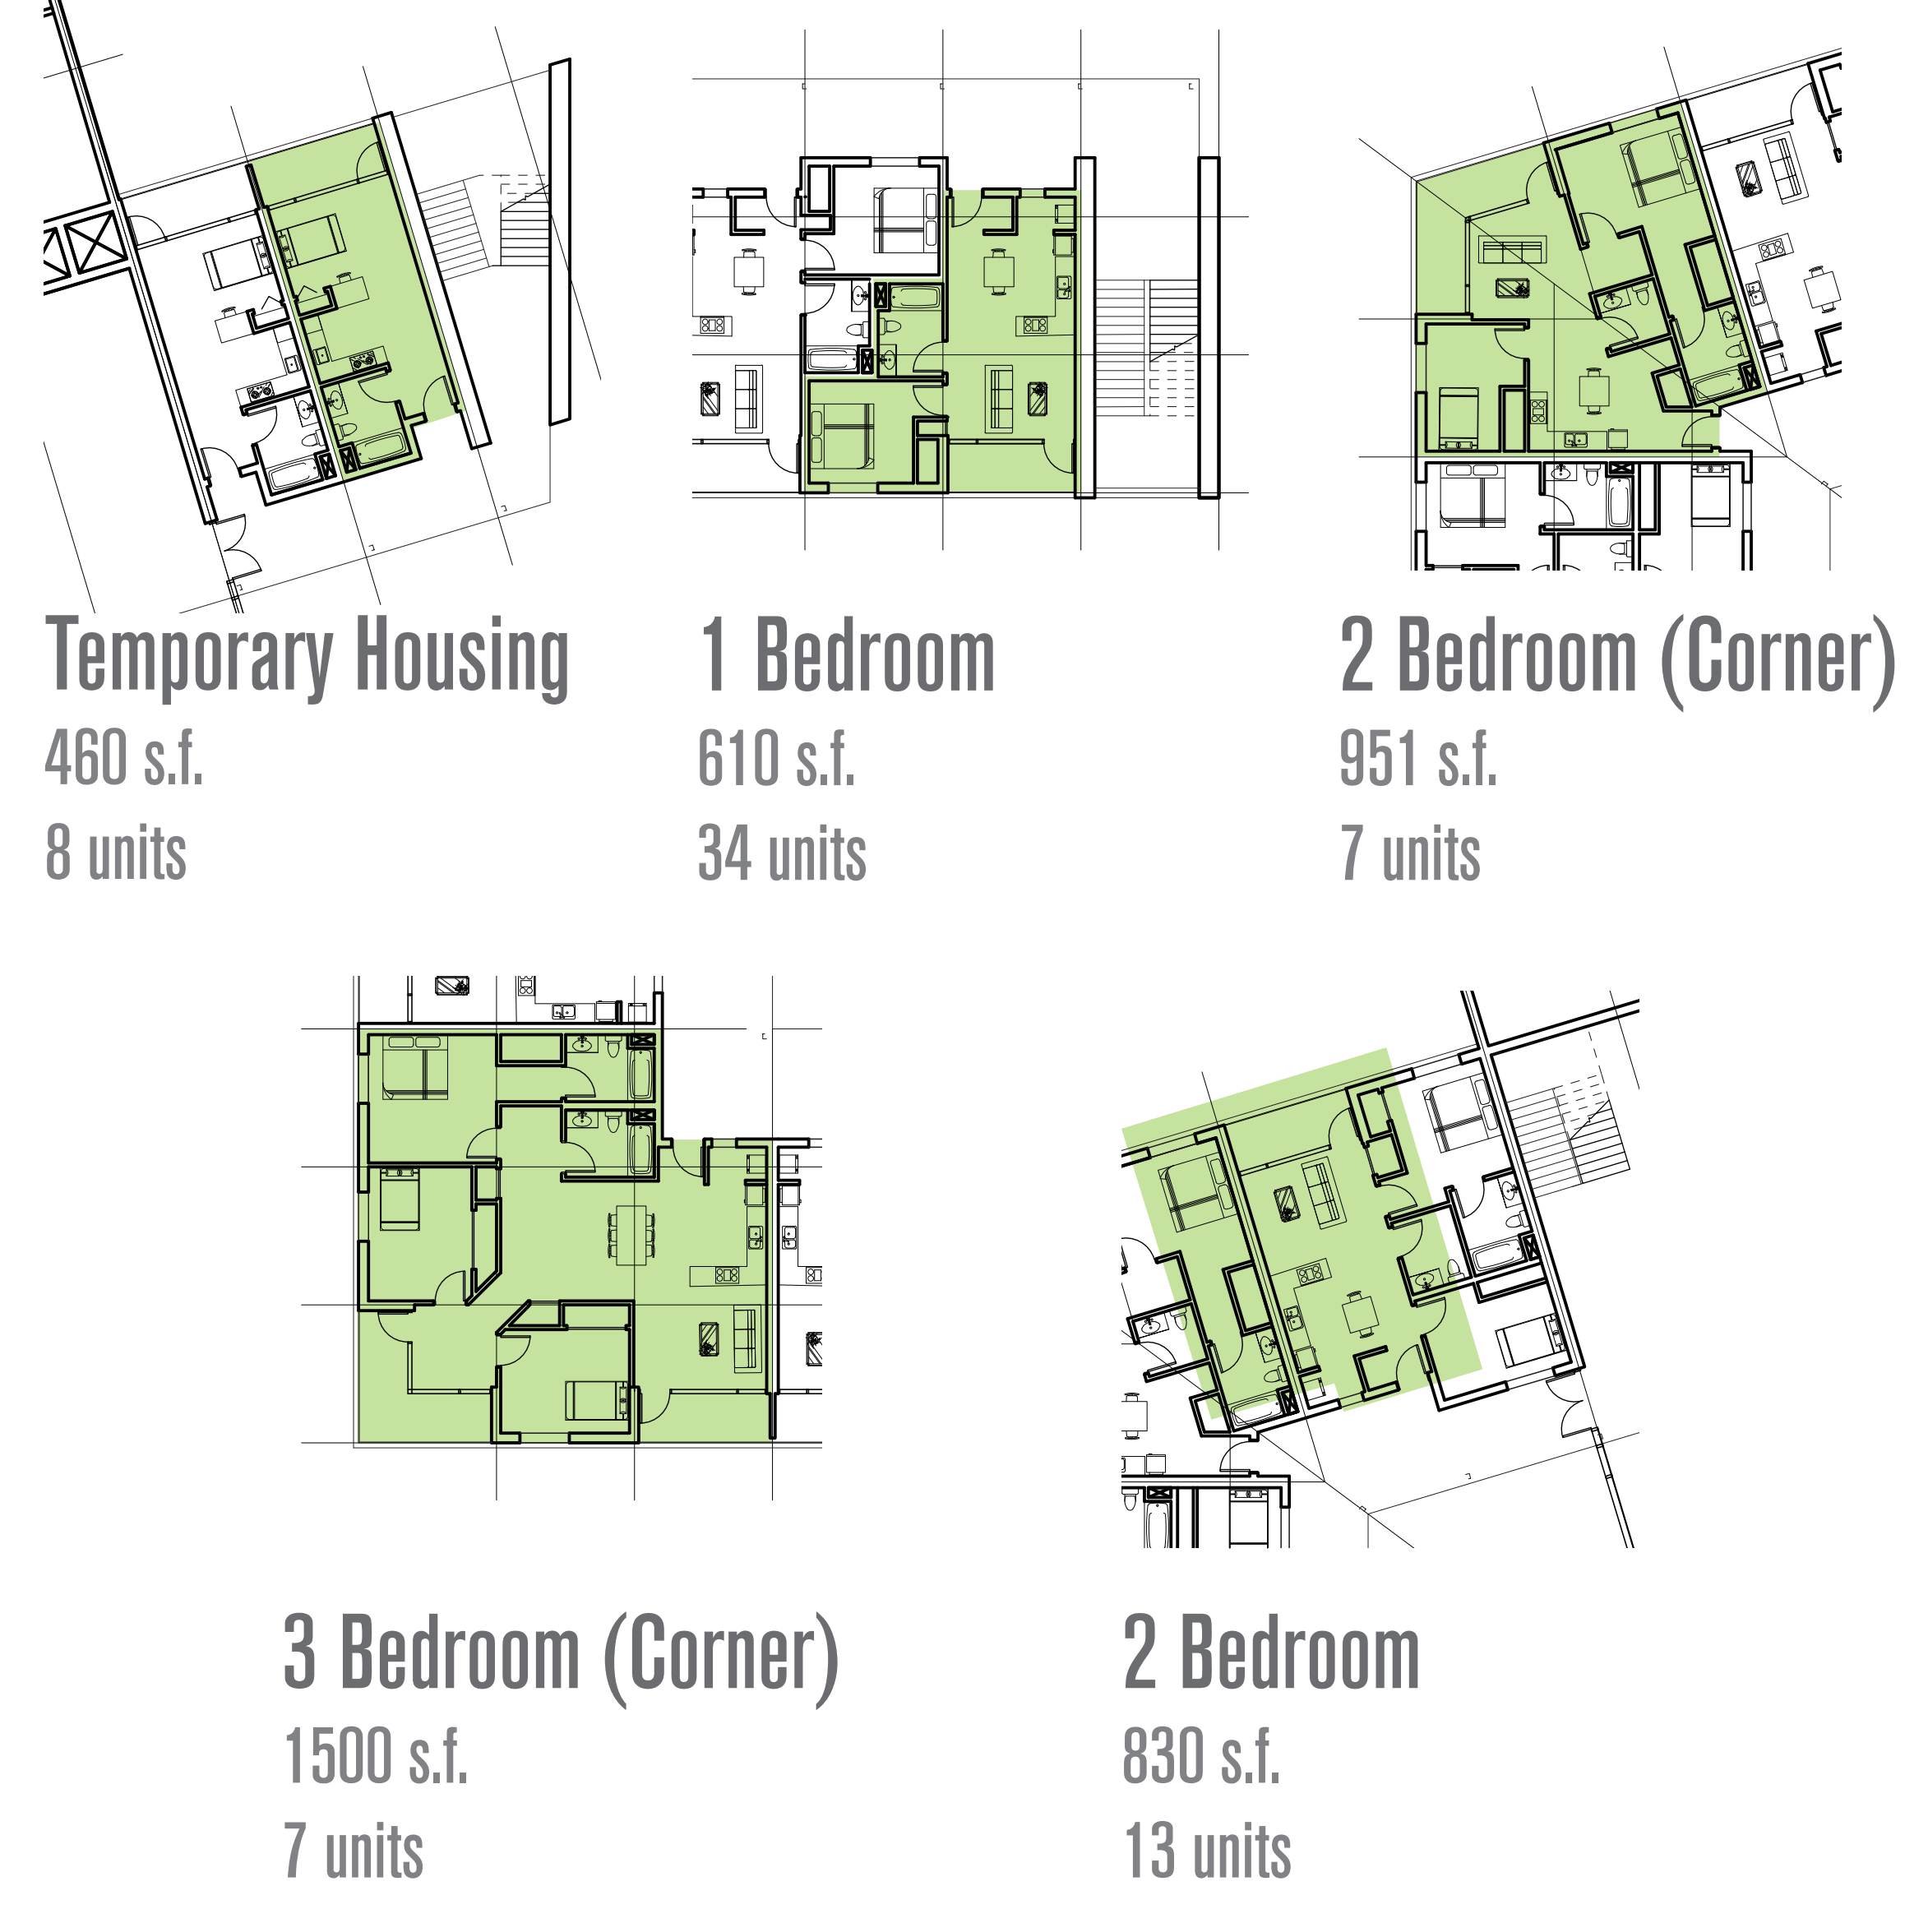 Temporary Housing
460 s.f.
8 units
1 Bedroom
610 s.f.
34 units
2 Bedroom (Corner)
951 s.f.
7 units
3 Bedroom (Corner)
1500 s.f.
7 units
2 Bedroom
830 s.f.
13 units